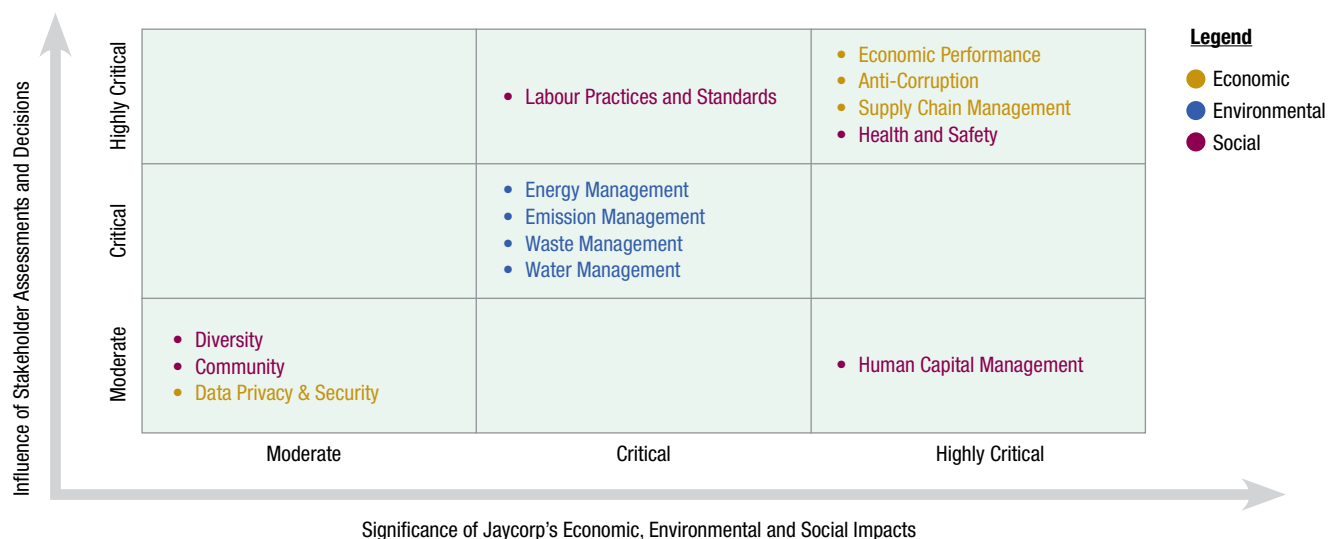 Influence of Stakeholder Assessments and Decisions
Highly Critical
Critical
Moderate
• Labour Practices and Standards
• Economic Performance
• Anti-Corruption
• Supply Chain Management
• Health and Safety
• Energy Management
• Emission Management
• Waste Management
• Water Management
• Diversity
• Community
• Data Privacy & Security
• Human Capital Management
Moderate
Critical
Highly Critical
Significance of Jaycorp's Economic, Environmental and Social Impacts
Legend
Economic
Environmental
Social